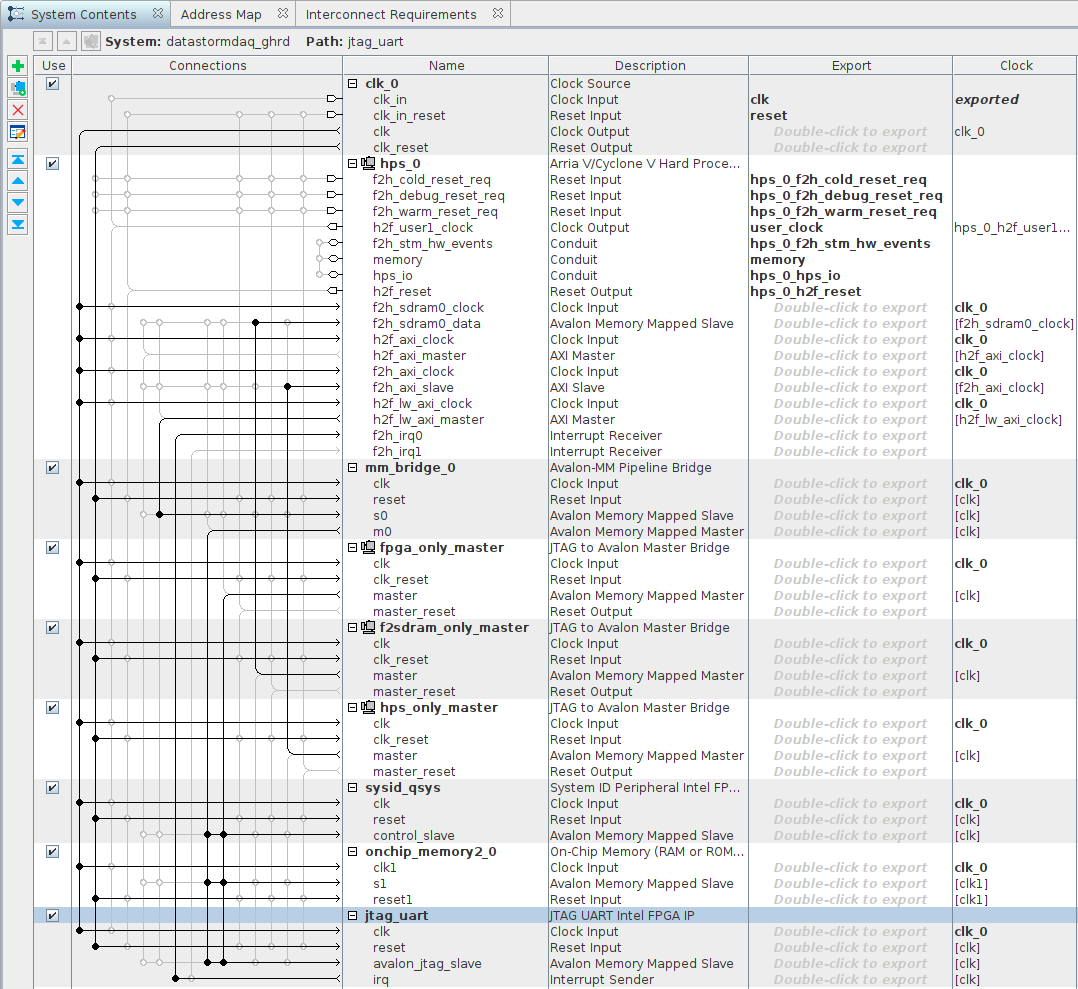 System Contents Address Map Interconnect Requirements
System: datastormdaq_ghrd Path: jtag_uart
Use Connections Name Description Export Clock
clk_0 Clock Source
clk_in Clock Input clk exported
clk_in_reset Reset Input reset
clk Clock Output Double-click to export clk_0
clk_reset Reset Output Double-click to export
hps_0 Arria V/Cyclone V Hard Proce...
f2h_cold_reset_req Reset Input hps_0_f2h_cold_reset_req
f2h_debug_reset_req Reset Input hps_0_f2h_debug_reset_req
f2h_warm_reset_req Reset Input hps_0_f2h_warm_reset_req
h2f_user1_clock Clock Output user_clock hps_0_h2f_user1...
f2h_stm_hw_events Conduit hps_0_f2h_stm_hw_events
memory Conduit memory
hps_io Conduit hps_0_hps_io
h2f_reset Reset Output hps_0_h2f_reset
f2h_sdram0_clock Clock Input Double-click to export clk_0
f2h_sdram0_data Avalon Memory Mapped Slave Double-click to export [f2h_sdram0_clock]
h2f_axi_clock Clock Input Double-click to export clk_0
h2f_axi_master AXI Master Double-click to export [h2f_axi_clock]
f2h_axi_clock Clock Input Double-click to export clk_0
f2h_axi_slave AXI Slave Double-click to export [f2h_axi_clock]
h2f_lw_axi_clock Clock Input Double-click to export clk_0
h2f_lw_axi_master AXI Master Double-click to export [h2f_lw_axi_clock]
f2h_irq0 Interrupt Receiver Double-click to export
f2h_irq1 Interrupt Receiver Double-click to export
mm_bridge_0 Avalon-MM Pipeline Bridge
clk Clock Input Double-click to export clk_0
reset Reset Input Double-click to export [clk]
s0 Avalon Memory Mapped Slave Double-click to export [clk]
m0 Avalon Memory Mapped Master Double-click to export [clk]
fpga_only_master JTAG to Avalon Master Bridge
clk Clock Input Double-click to export clk_0
clk_reset Reset Input Double-click to export
master Avalon Memory Mapped Master Double-click to export [clk]
master_reset Reset Output Double-click to export
f2sdram_only_master JTAG to Avalon Master Bridge
clk Clock Input Double-click to export clk_0
clk_reset Reset Input Double-click to export
master Avalon Memory Mapped Master Double-click to export [clk]
master_reset Reset Output Double-click to export
hps_only_master JTAG to Avalon Master Bridge
clk Clock Input Double-click to export clk_0
clk_reset Reset Input Double-click to export
master Avalon Memory Mapped Master Double-click to export [clk]
master_reset Reset Output Double-click to export
sysid_qsys System ID Peripheral Intel FP...
clk Clock Input Double-click to export clk_0
reset Reset Input Double-click to export [clk]
control_slave Avalon Memory Mapped Slave Double-click to export [clk]
onchip_memory2_0 On-Chip Memory (RAM or ROM...
clk1 Clock Input Double-click to export clk_0
s1 Avalon Memory Mapped Slave Double-click to export [clk1]
reset1 Reset Input Double-click to export [clk1]
jtag_uart JTAG UART Intel FPGA IP
clk Clock Input Double-click to export clk_0
reset Reset Input Double-click to export [clk]
avalon_jtag_slave Avalon Memory Mapped Slave Double-click to export [clk]
irq Interrupt Sender Double-click to export [clk]